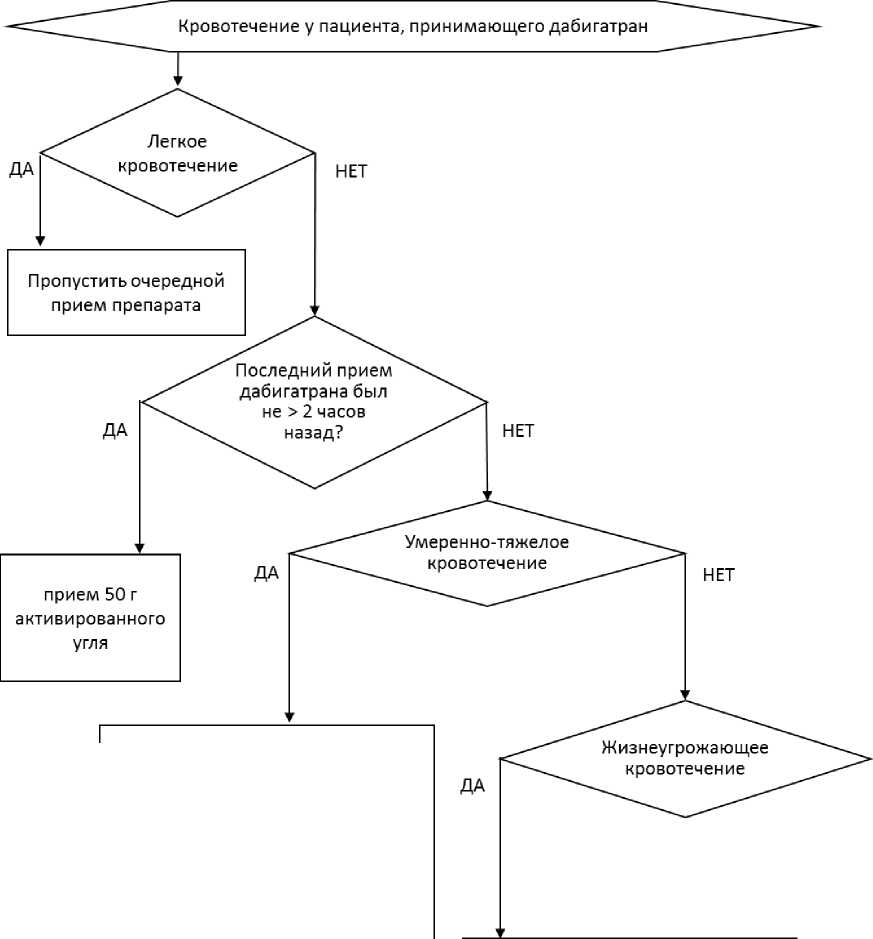 Кровотечение у пациента, принимающего дабигатран
Легкое
кровотечение
ДА
НЕТ
Пропустить очередной
прием препарата
Последний прием
дабигатрана был
не > 2 часов
назад?
ДА
НЕТ
Умеренно-тяжелое
кровотечение
ДА
НЕТ
прием 50 г
активированного
угля
Жизнеугрожающее
кровотечение
ДА